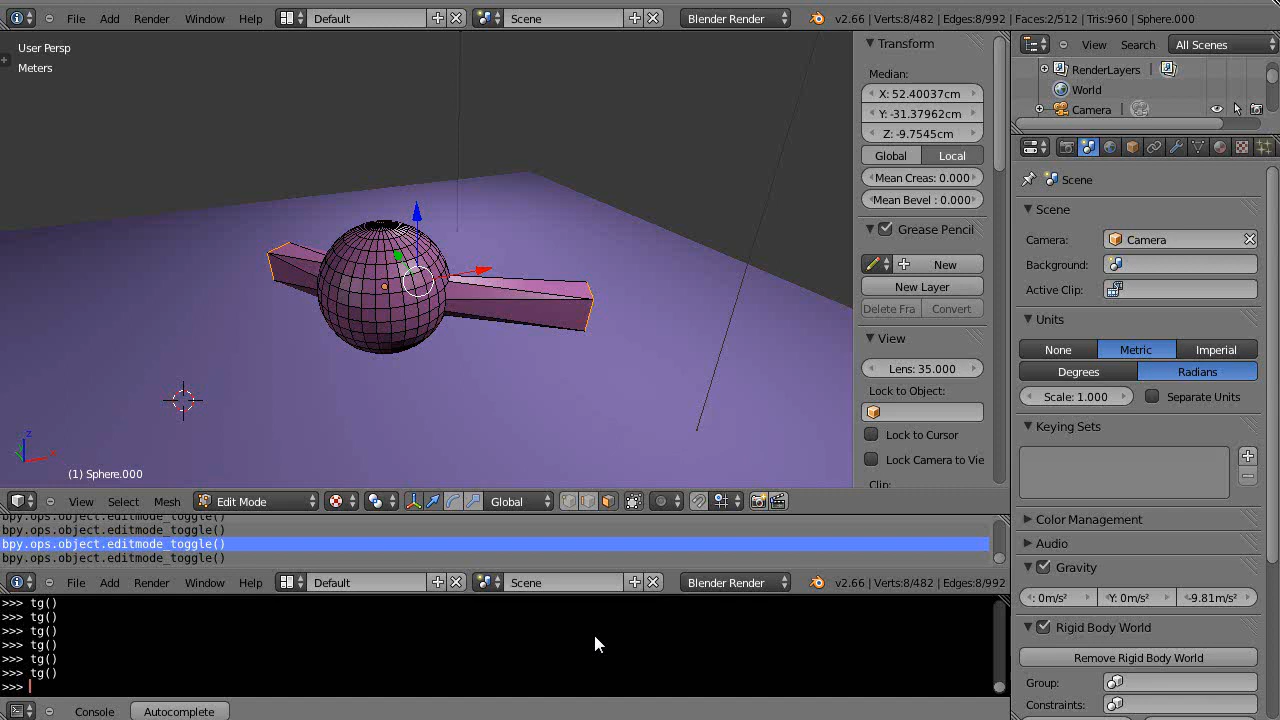 File Add Render Window Help Default Scene Blender Render v2.66 | Verts:8/482 | Edges:8/992 | Faces:2/512 | Tris:960 | Sphere.000
User Persp
Meters
(1) Sphere.000
Transform
Median:
X: 52.40037cm
Y: -31.37962cm
Z: -9.7545cm
Global Local
Mean Creas: 0.000
Mean Bevel : 0.000
Grease Pencil
New
New Layer
Delete Fra Convert
View
Lens: 35.000
Lock to Object:
Lock to Cursor
Lock Camera to Vie
Clip:
View Select Mesh Edit Mode Global
bpy.ops.object.editmode_toggle()
bpy.ops.object.editmode_toggle()
bpy.ops.object.editmode_toggle()
bpy.ops.object.editmode_toggle()
File Add Render Window Help Default Scene Blender Render v2.66 | Verts:8/482 | Edges:8/992
>>> tg()
>>> tg()
>>> tg()
>>> tg()
>>> tg()
>>> tg()
>>>
Console Autocomplete
View Search All Scenes
RenderLayers |
World
Camera |
Scene
Scene
Camera: Camera
Background:
Active Clip:
Units
None Metric Imperial
Degrees Radians
Scale: 1.000 Separate Units
Keying Sets
Color Management
Audio
Gravity
: 0m/s² Y: 0m/s² -9.81m/s²
Rigid Body World
Remove Rigid Body World
Group:
Constraints: